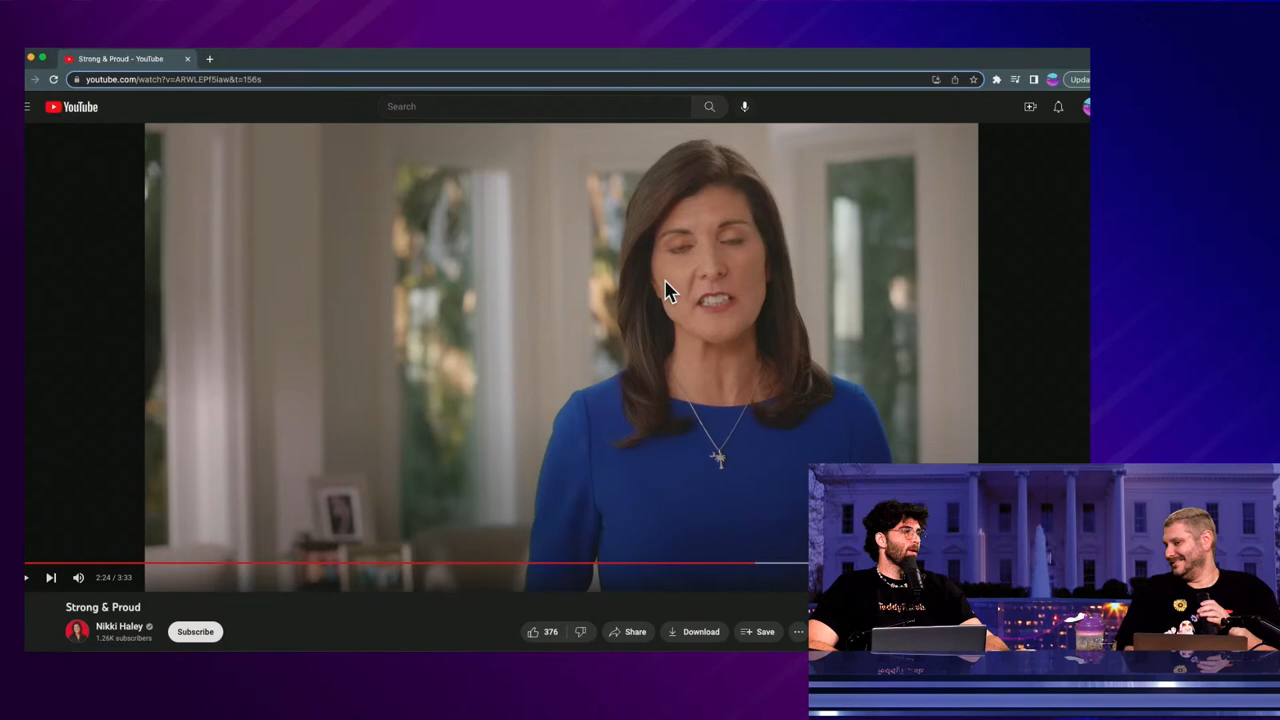 Strong & Proud - YouTube
youtube.com/watch?v=ARWLEPf5iaw&t=156s
Upda
YouTube
Search
2:24 / 3:33
Strong & Proud
Nikki Haley
1.26K subscribers
Subscribe
376
Share
Download
Save